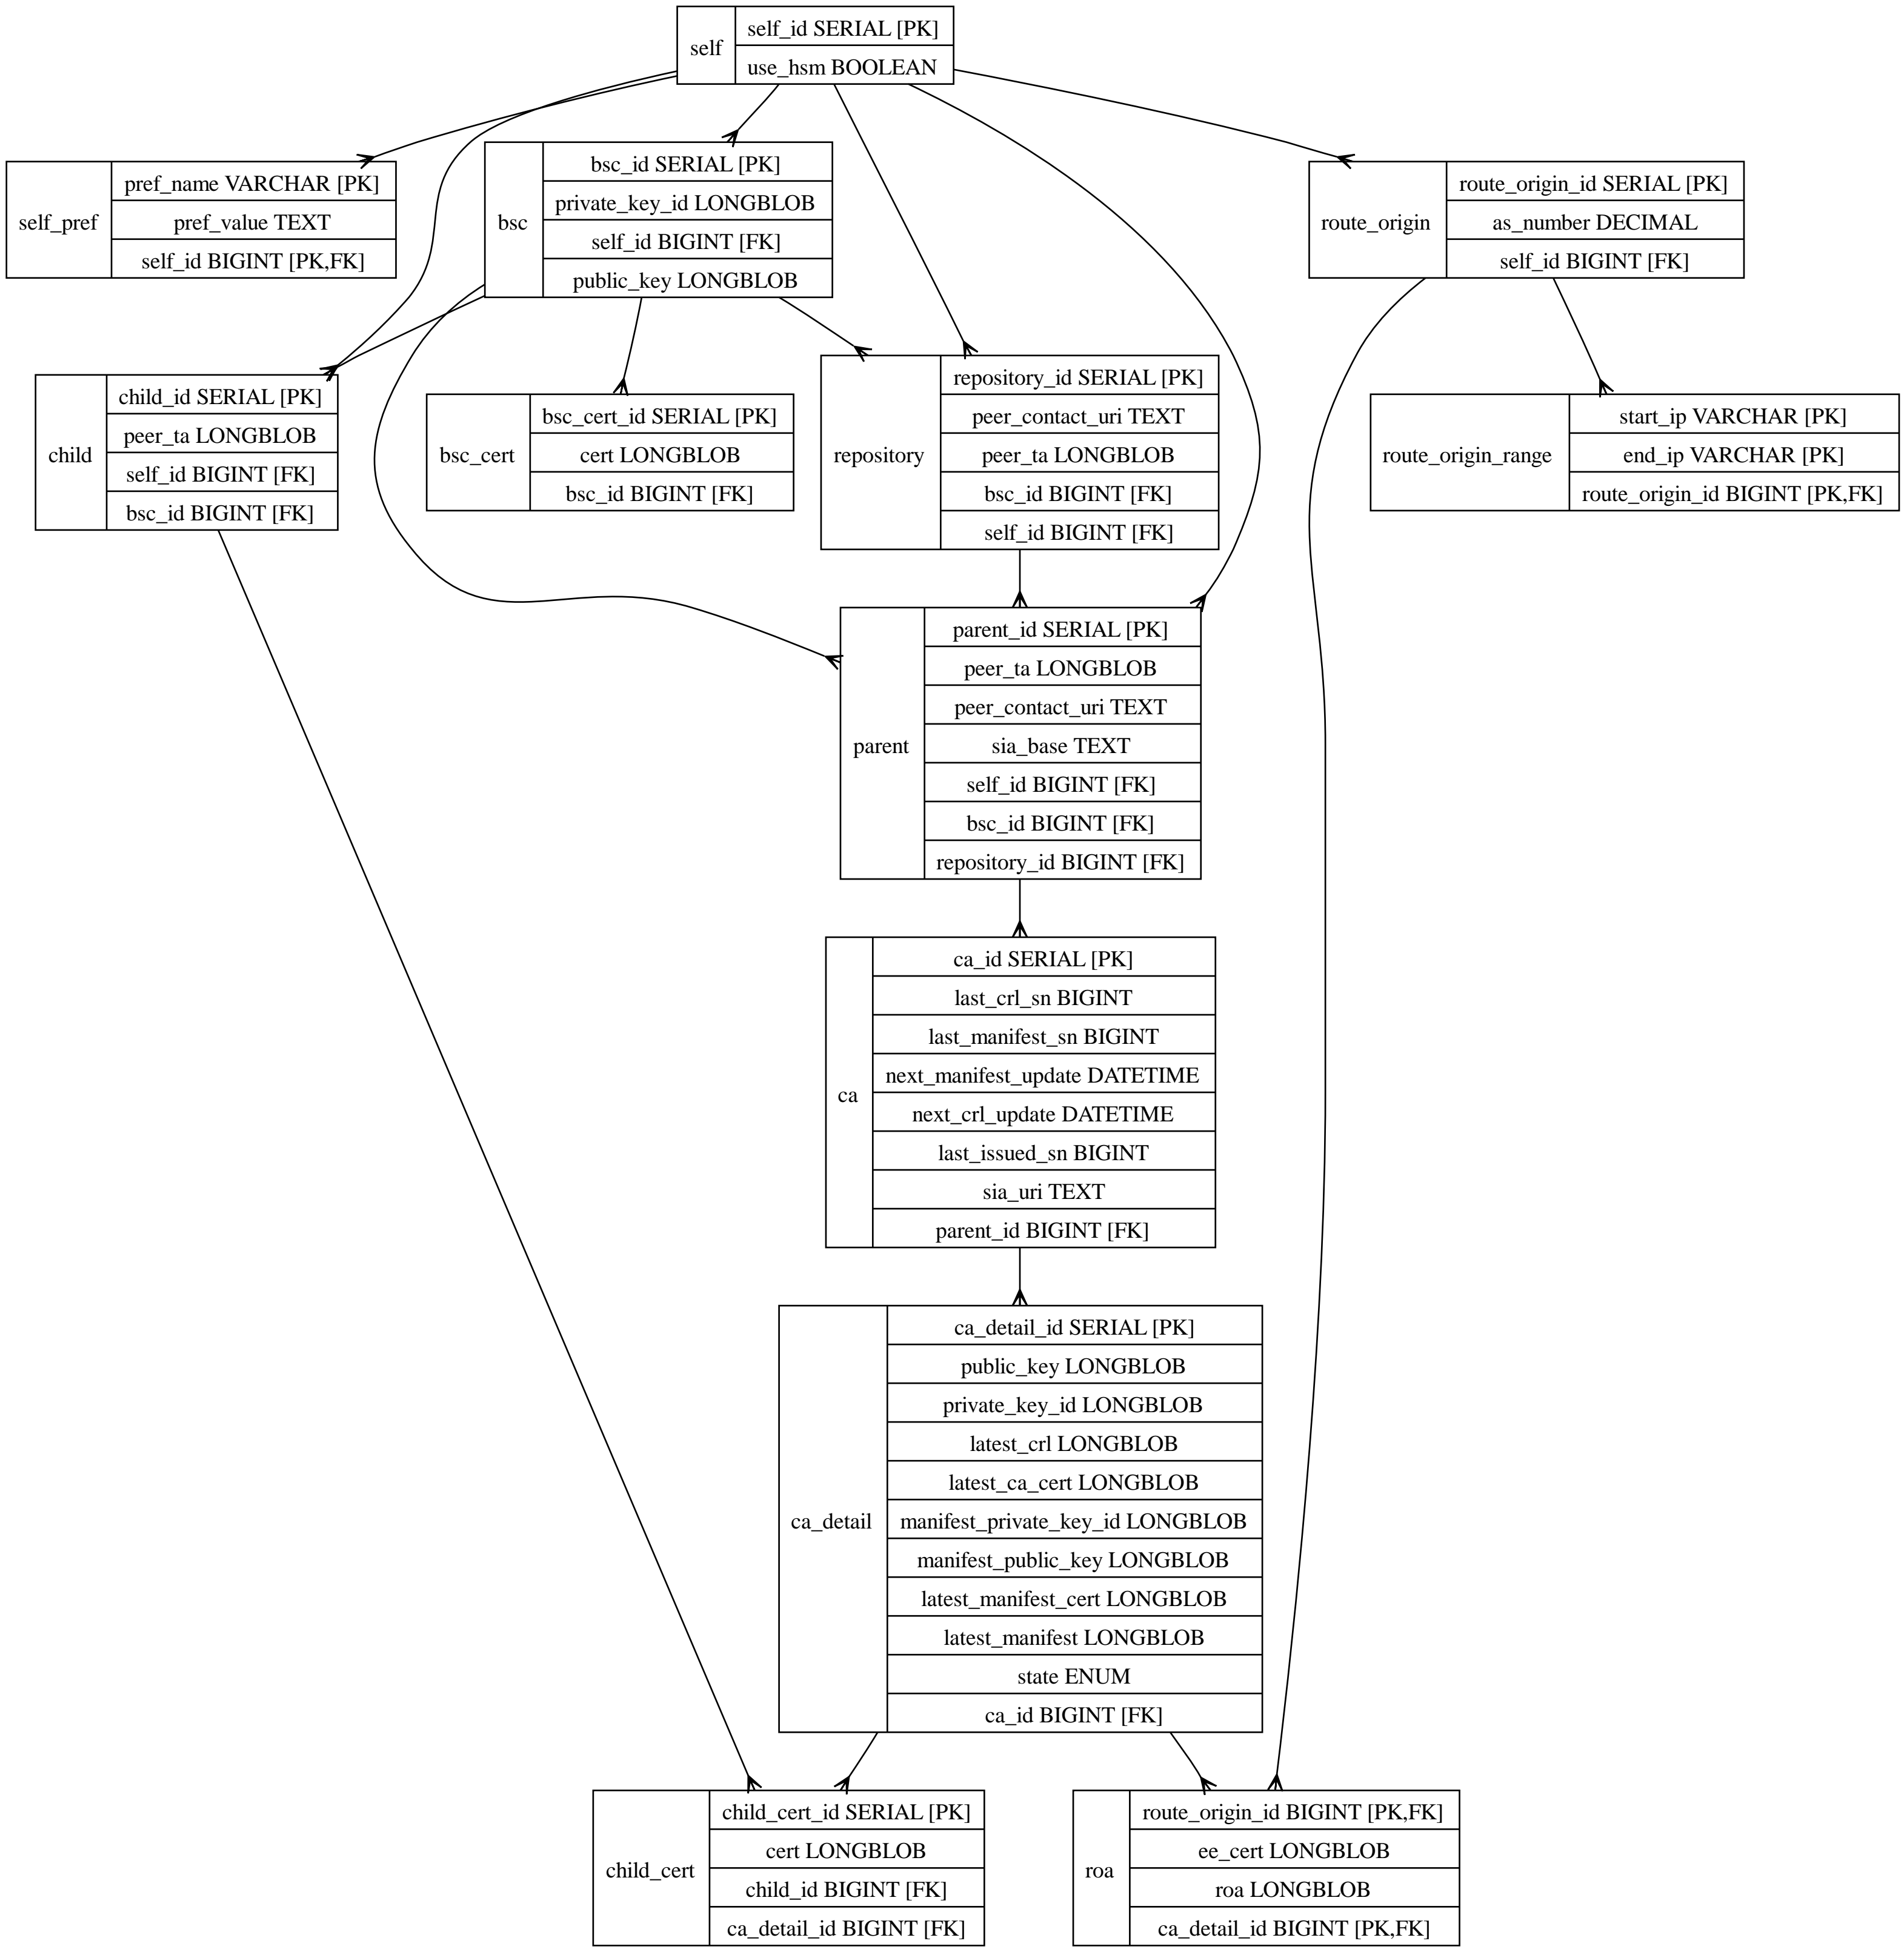 self
self_id SERIAL [PK]
use_hsm BOOLEAN
self_pref
pref_name VARCHAR [PK]
pref_value TEXT
self_id BIGINT [PK,FK]
bsc
bsc_id SERIAL [PK]
private_key_id LONGBLOB
self_id BIGINT [FK]
public_key LONGBLOB
route_origin
route_origin_id SERIAL [PK]
as_number DECIMAL
self_id BIGINT [FK]
child
child_id SERIAL [PK]
peer_ta LONGBLOB
self_id BIGINT [FK]
bsc_id BIGINT [FK]
bsc_cert
bsc_cert_id SERIAL [PK]
cert LONGBLOB
bsc_id BIGINT [FK]
repository
repository_id SERIAL [PK]
peer_contact_uri TEXT
peer_ta LONGBLOB
bsc_id BIGINT [FK]
self_id BIGINT [FK]
route_origin_range
start_ip VARCHAR [PK]
end_ip VARCHAR [PK]
route_origin_id BIGINT [PK,FK]
parent
parent_id SERIAL [PK]
peer_ta LONGBLOB
peer_contact_uri TEXT
sia_base TEXT
self_id BIGINT [FK]
bsc_id BIGINT [FK]
repository_id BIGINT [FK]
ca
ca_id SERIAL [PK]
last_crl_sn BIGINT
last_manifest_sn BIGINT
next_manifest_update DATETIME
next_crl_update DATETIME
last_issued_sn BIGINT
sia_uri TEXT
parent_id BIGINT [FK]
ca_detail
ca_detail_id SERIAL [PK]
public_key LONGBLOB
private_key_id LONGBLOB
latest_crl LONGBLOB
latest_ca_cert LONGBLOB
manifest_private_key_id LONGBLOB
manifest_public_key LONGBLOB
latest_manifest_cert LONGBLOB
latest_manifest LONGBLOB
state ENUM
ca_id BIGINT [FK]
child_cert
child_cert_id SERIAL [PK]
cert LONGBLOB
child_id BIGINT [FK]
ca_detail_id BIGINT [FK]
roa
route_origin_id BIGINT [PK,FK]
ee_cert LONGBLOB
roa LONGBLOB
ca_detail_id BIGINT [PK,FK]